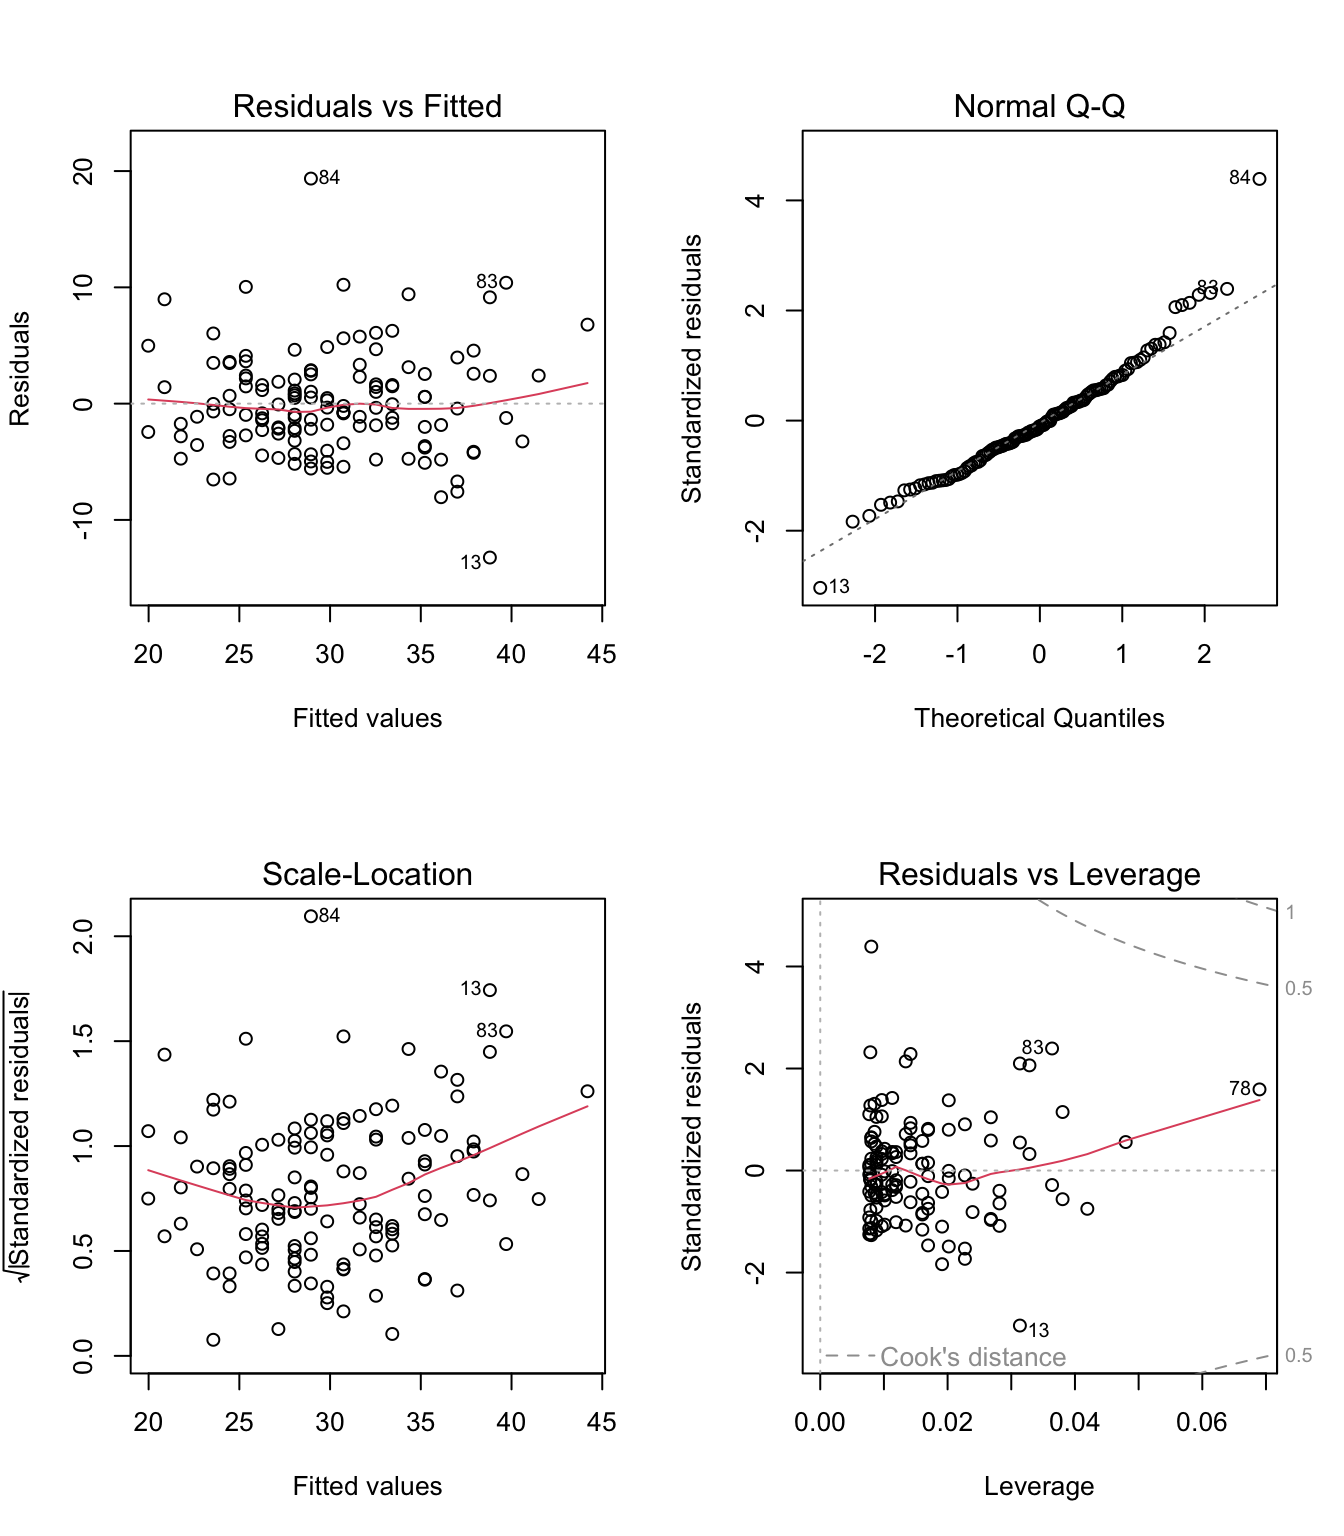 Residuals vs Fitted
Residuals
20
10
0
-10
84
83
13
20 25 30 35 40 45
Fitted values
Normal Q-Q
Standardized residuals
4
2
0
-2
84
83
13
-2 -1 0 1 2
Theoretical Quantiles
Scale-Location
√|Standardized residuals|
2.0
1.5
1.0
0.5
0.0
84
13
83
20 25 30 35 40 45
Fitted values
Residuals vs Leverage
Standardized residuals
4
2
0
-2
1
0.5
83
78
13
Cook's distance
0.5
0.00 0.02 0.04 0.06
Leverage